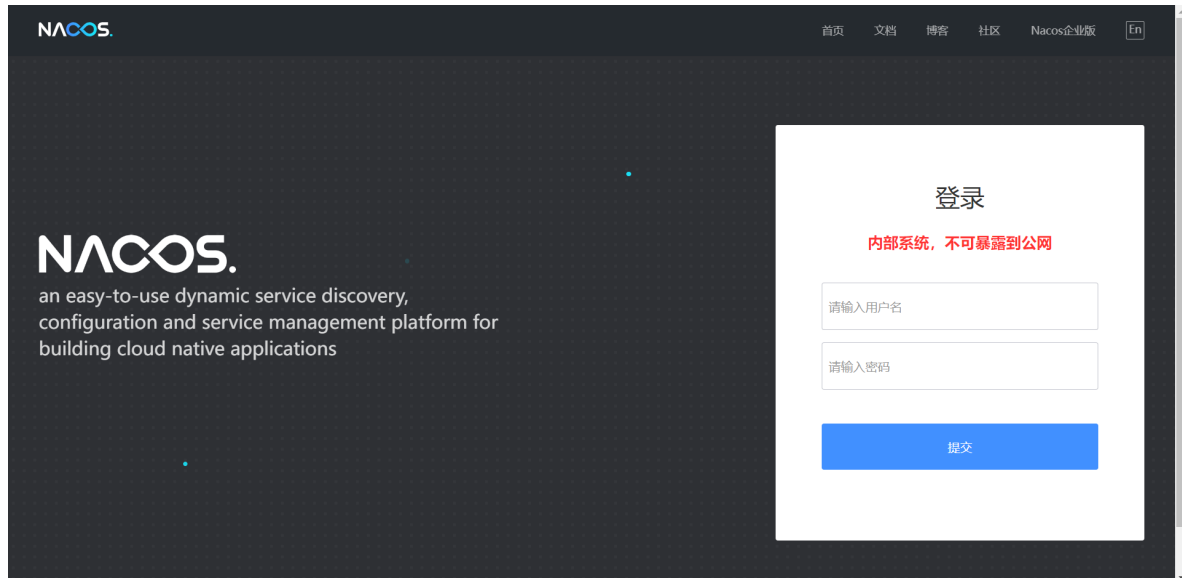 NACOS.
首页 文档 博客 社区 Nacos企业版 En
NACOS.
an easy-to-use dynamic service discovery,
configuration and service management platform for
building cloud native applications
登录
内部系统，不可暴露到公网
请输入用户名
请输入密码
提交